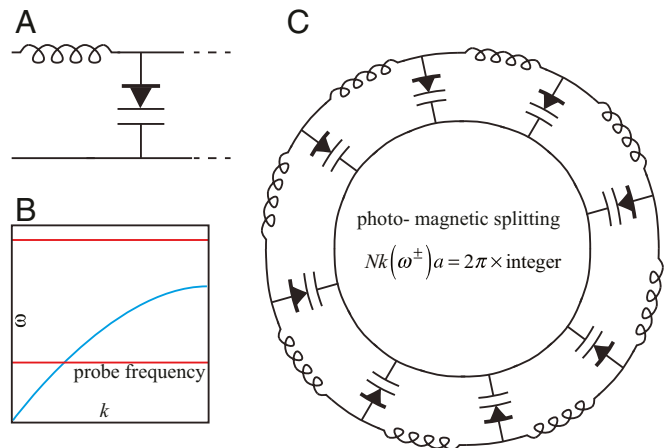 A
B
ω
probe frequency
k
C
photo- magnetic splitting
Nk(ω±)a = 2π × integer